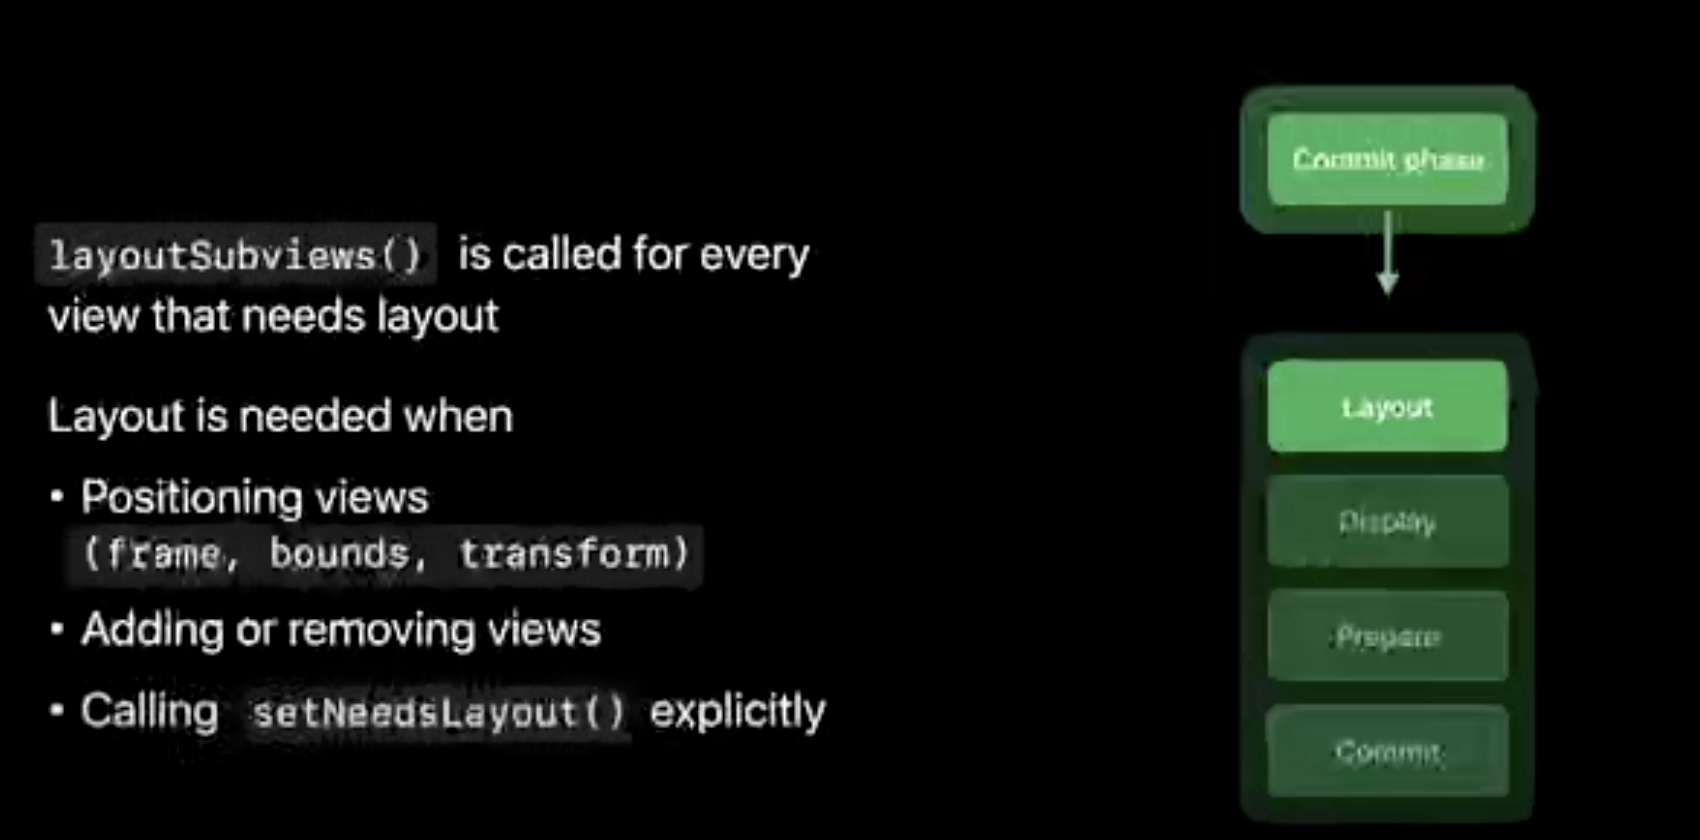 layoutSubviews() is called for every
view that needs layout
Layout is needed when
• Positioning views
(frame, bounds, transform)
• Adding or removing views
• Calling setNeedsLayout() explicitly
Commit phase
Layout
Display
Prepare
Commit